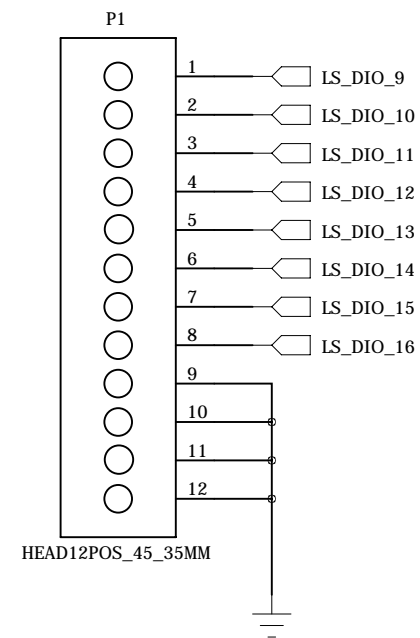 P1
1 LS_DIO_9
2 LS_DIO_10
3 LS_DIO_11
4 LS_DIO_12
5 LS_DIO_13
6 LS_DIO_14
7 LS_DIO_15
8 LS_DIO_16
9
10
11
12
HEAD12POS_45_35MM